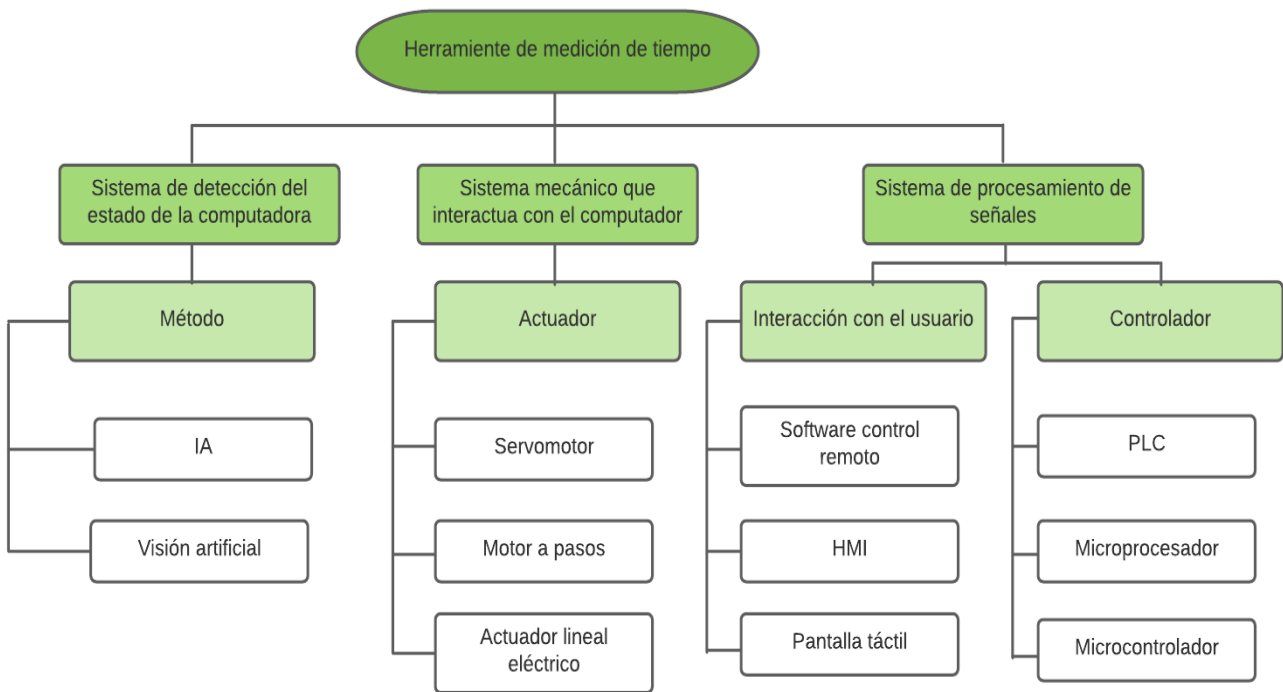 Herramiente de medición de tiempo
Sistema de detección del
estado de la computadora
Sistema mecánico que
interactua con el computador
Sistema de procesamiento de
señales
Método
Actuador
Interacción con el usuario
Controlador
IA
Visión artificial
Servomotor
Motor a pasos
Actuador lineal
eléctrico
Software control
remoto
HMI
Pantalla táctil
PLC
Microprocesador
Microcontrolador